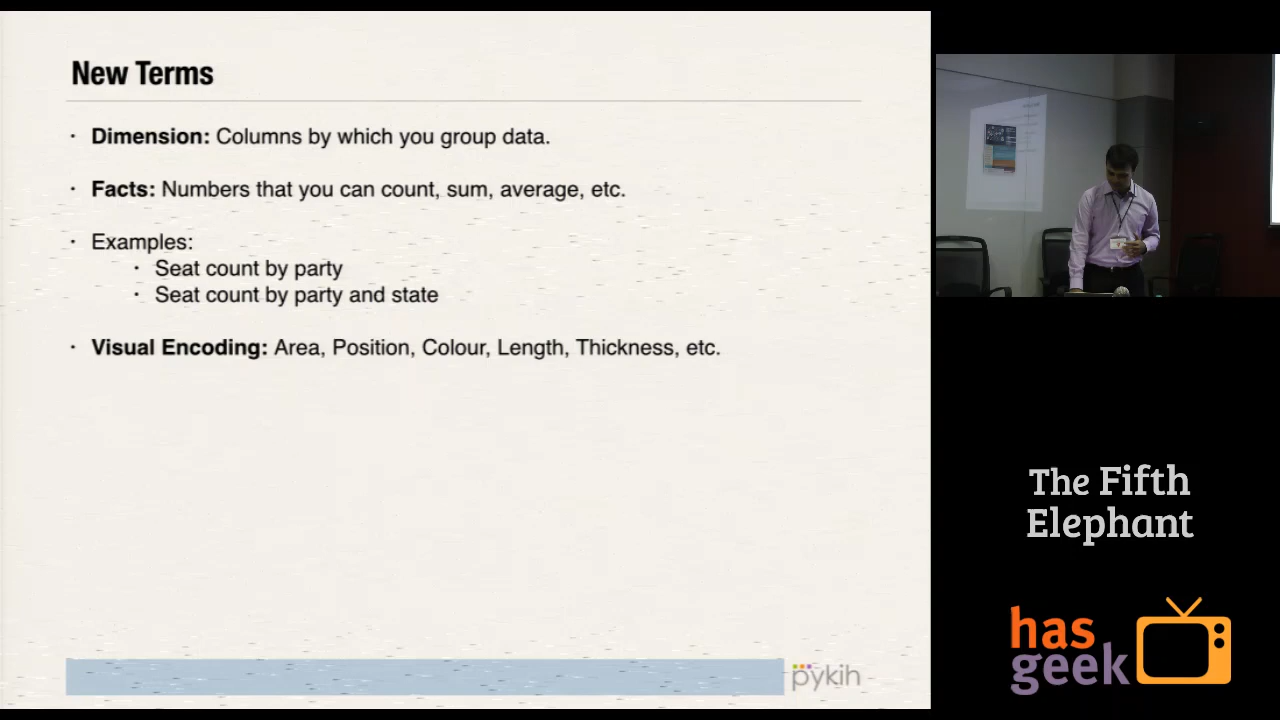 New Terms
· Dimension: Columns by which you group data.
· Facts: Numbers that you can count, sum, average, etc.
· Examples:
· Seat count by party
· Seat count by party and state
· Visual Encoding: Area, Position, Colour, Length, Thickness, etc.
pykih
The Fifth
Elephant
has
geek